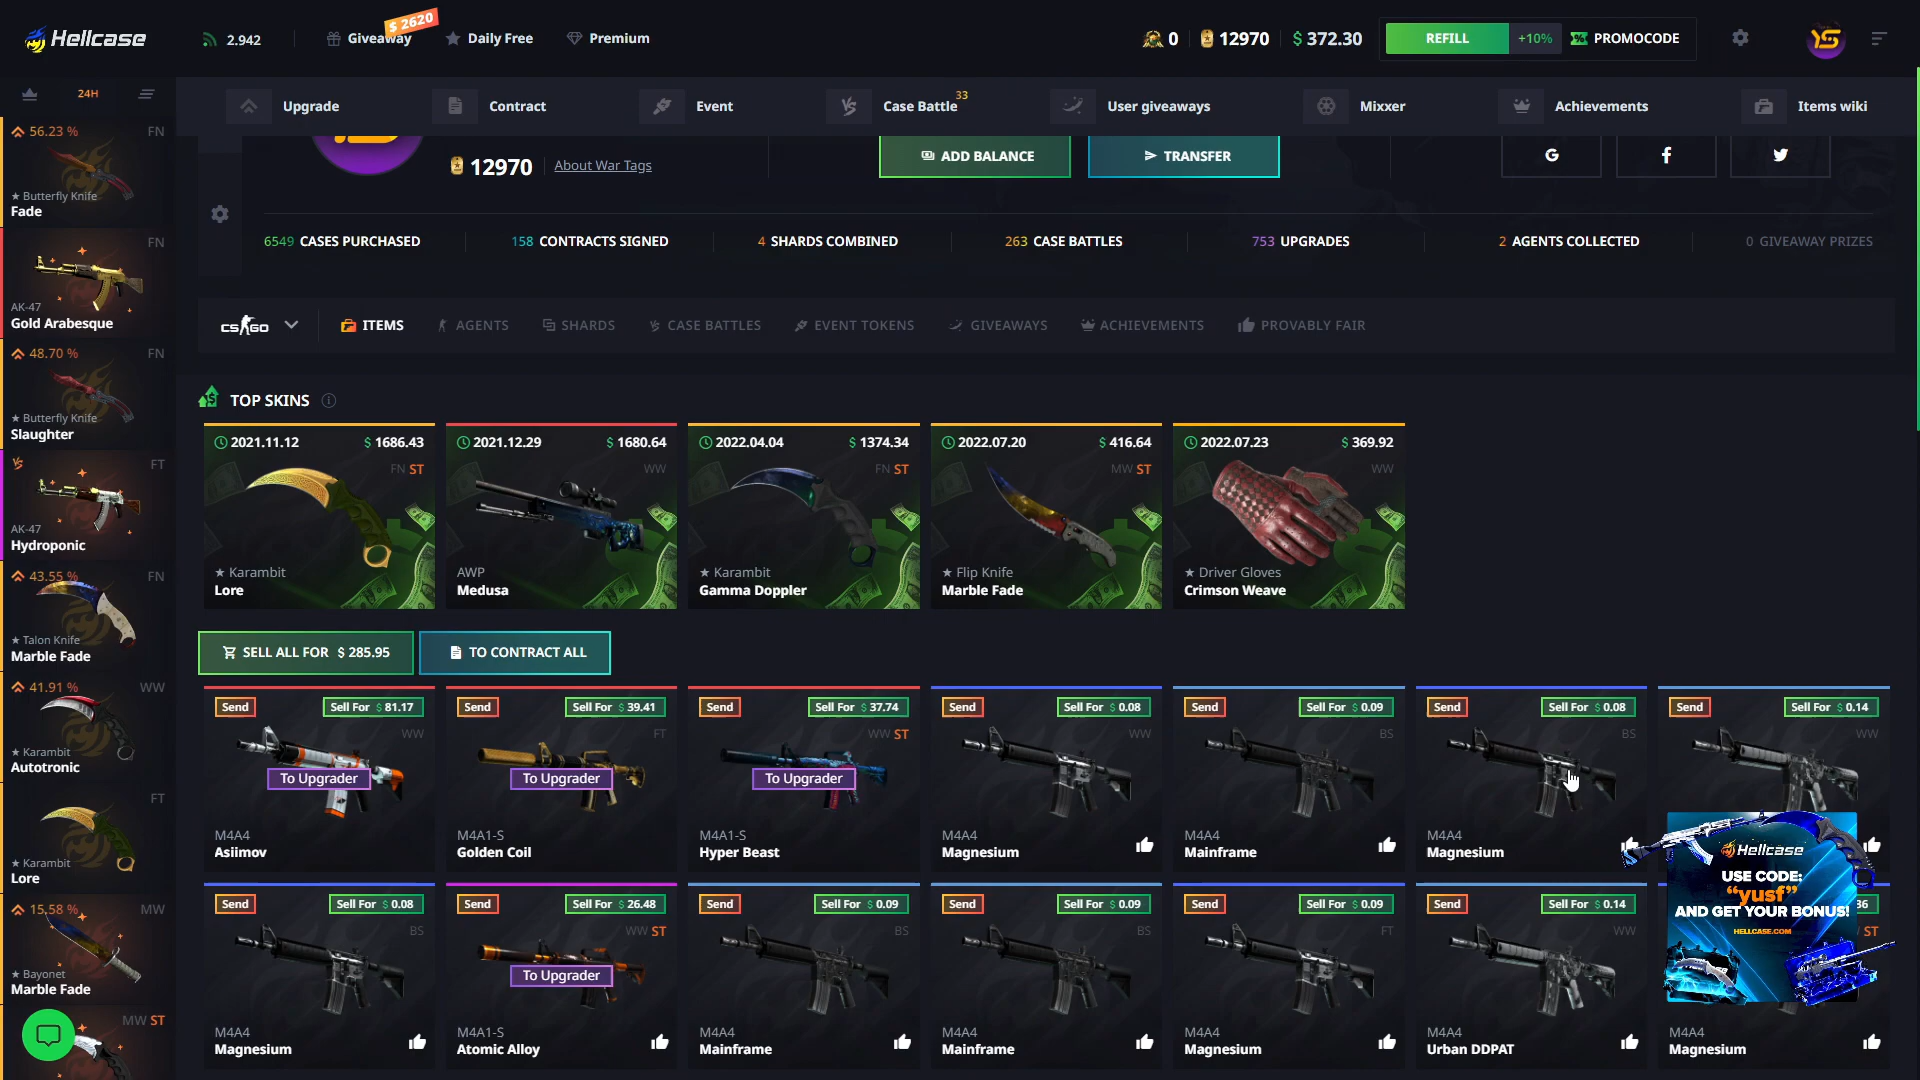 Hellcase
2.942
Giveaway
$ 2620
Daily Free
Premium
0
12970
$ 372.30
REFILL
+10%
PROMOCODE
YS
24H
Upgrade
Contract
Event
Case Battle
33
User giveaways
Mixxer
Achievements
Items wiki
12970
About War Tags
ADD BALANCE
TRANSFER
6549 CASES PURCHASED
158 CONTRACTS SIGNED
4 SHARDS COMBINED
263 CASE BATTLES
753 UPGRADES
2 AGENTS COLLECTED
0 GIVEAWAY PRIZES
CS GO
ITEMS
AGENTS
SHARDS
CASE BATTLES
EVENT TOKENS
GIVEAWAYS
ACHIEVEMENTS
PROVABLY FAIR
56.23 %
FN
★ Butterfly Knife
Fade
FN
AK-47
Gold Arabesque
48.70 %
FN
★ Butterfly Knife
Slaughter
FT
AK-47
Hydroponic
43.55 %
FN
★ Talon Knife
Marble Fade
41.91 %
WW
★ Karambit
Autotronic
FT
★ Karambit
Lore
15.58 %
MW
★ Bayonet
Marble Fade
MW ST
TOP SKINS
2021.11.12
$ 1686.43
FN ST
★ Karambit
Lore
2021.12.29
$ 1680.64
WW
AWP
Medusa
2022.04.04
$ 1374.34
FN ST
★ Karambit
Gamma Doppler
2022.07.20
$ 416.64
MW ST
★ Flip Knife
Marble Fade
2022.07.23
$ 369.92
WW
★ Driver Gloves
Crimson Weave
SELL ALL FOR $ 285.95
TO CONTRACT ALL
Send
Sell For $ 81.17
WW
To Upgrader
M4A4
Asiimov
Send
Sell For $ 39.41
FT
To Upgrader
M4A1-S
Golden Coil
Send
Sell For $ 37.74
WW ST
To Upgrader
M4A1-S
Hyper Beast
Send
Sell For $ 0.08
WW
M4A4
Magnesium
Send
Sell For $ 0.09
BS
M4A4
Mainframe
Send
Sell For $ 0.08
BS
M4A4
Magnesium
Send
Sell For $ 0.14
WW
Send
Sell For $ 0.08
BS
M4A4
Magnesium
Send
Sell For $ 26.48
WW ST
To Upgrader
M4A1-S
Atomic Alloy
Send
Sell For $ 0.09
BS
M4A4
Mainframe
Send
Sell For $ 0.09
BS
M4A4
Mainframe
Send
Sell For $ 0.09
FT
M4A4
Magnesium
Send
Sell For $ 0.14
WW
M4A4
Urban DDPAT
36
ST
M4A4
Magnesium
Hellcase
USE CODE:
“yusf”
AND GET YOUR BONUS!
HELLCASE.COM